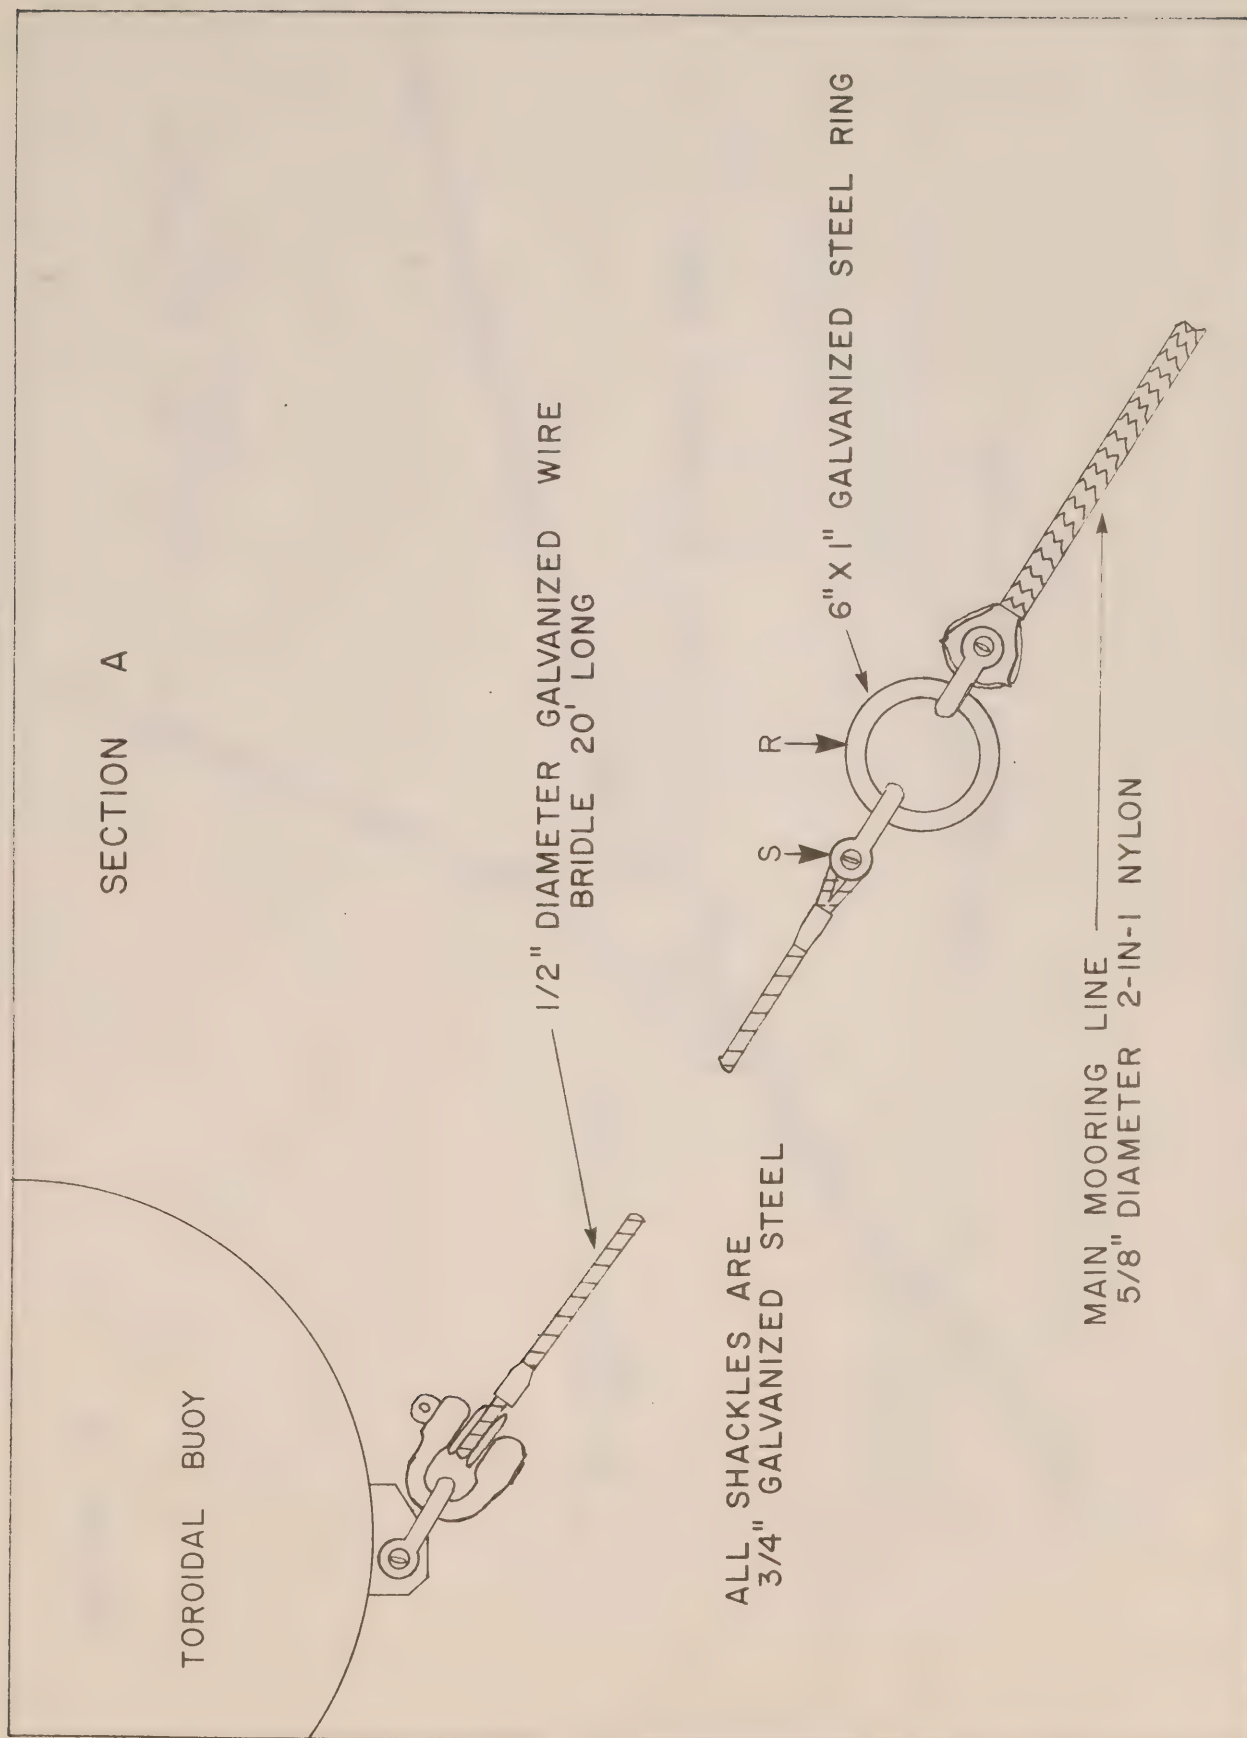 SECTION A
TOROIDAL BUOY
1/2" DIAMETER GALVANIZED WIRE
BRIDLE 20' LONG
ALL SHACKLES ARE
3/4" GALVANIZED STEEL
S
R
6" X 1" GALVANIZED STEEL RING
MAIN MOORING LINE
5/8" DIAMETER 2-IN-1 NYLON